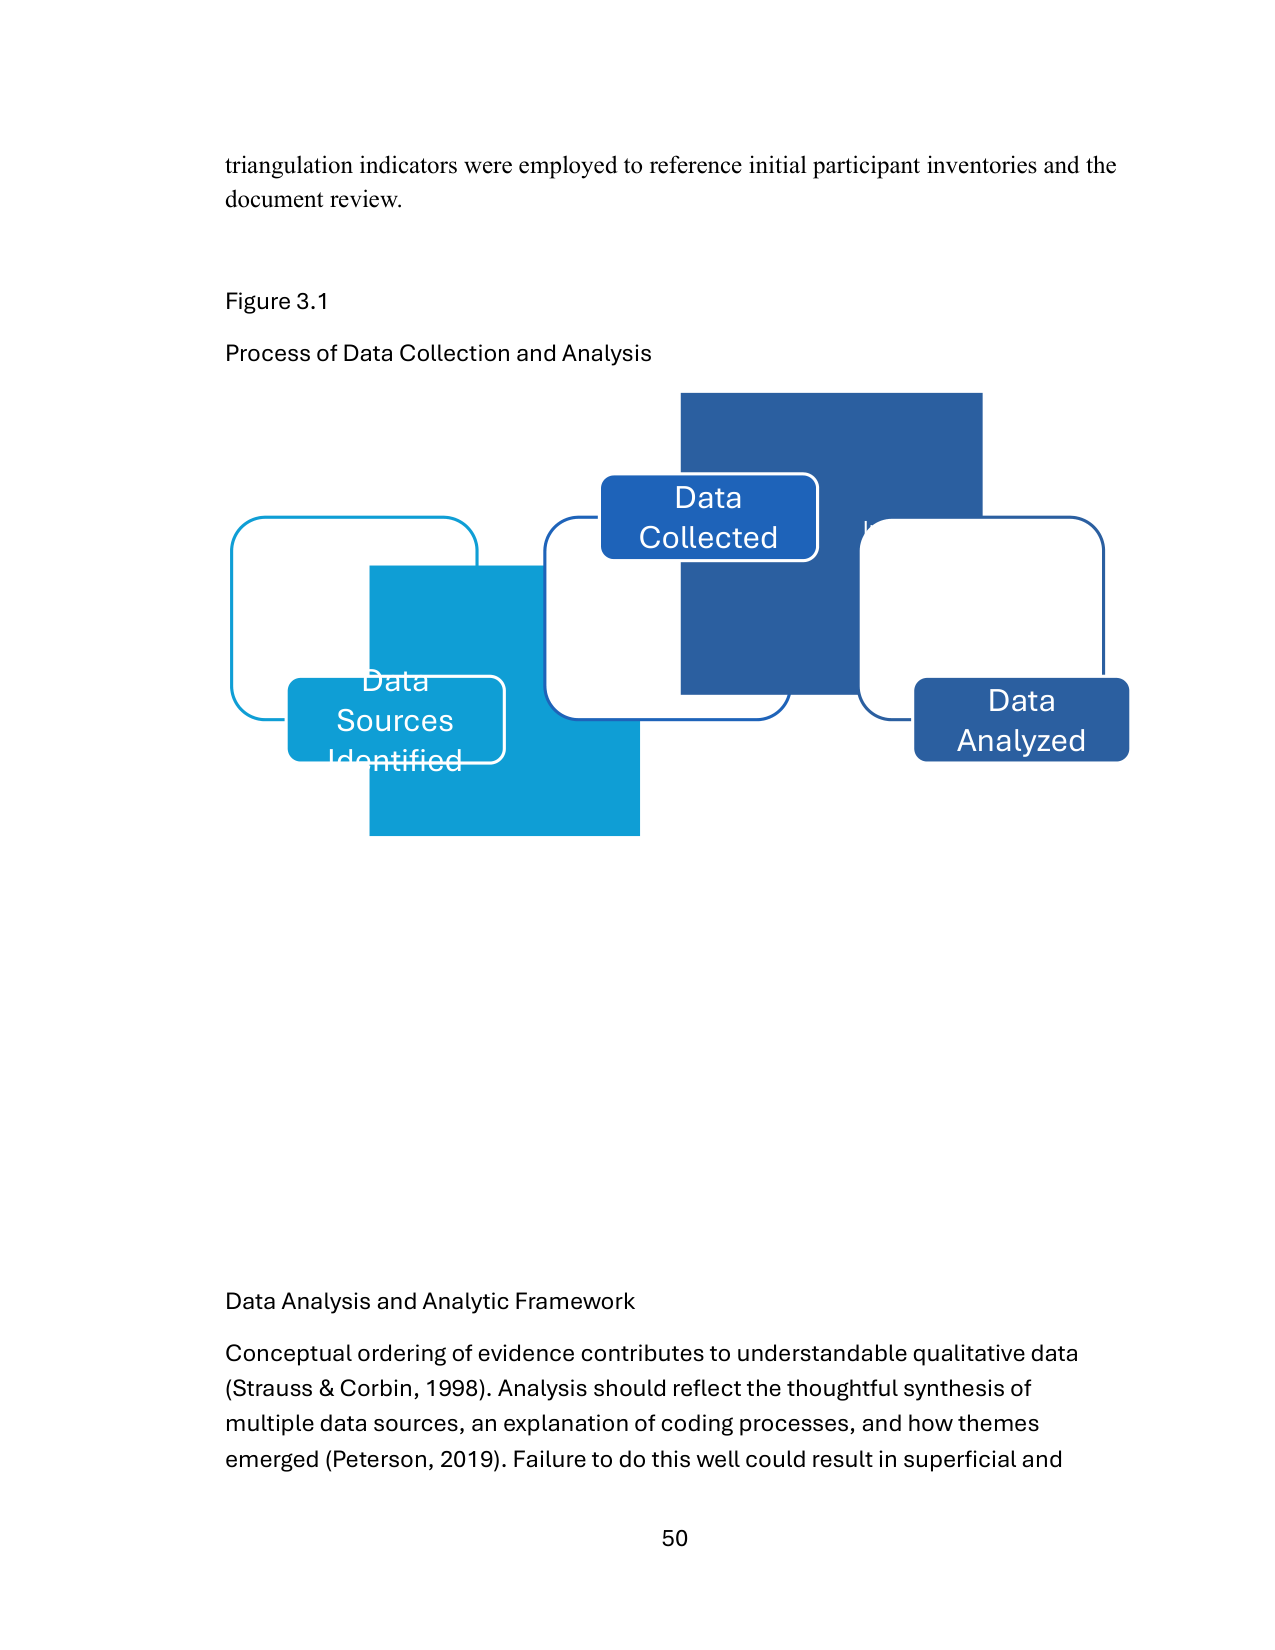 triangulation indicators were employed to reference initial participant inventories and the
document review.
Figure 3.1
Process of Data Collection and Analysis
Data
Sources
Identified
Data
Collected
Data
Analyzed
Data Analysis and Analytic Framework
Conceptual ordering of evidence contributes to understandable qualitative data
(Strauss & Corbin, 1998). Analysis should reflect the thoughtful synthesis of
multiple data sources, an explanation of coding processes, and how themes
emerged (Peterson, 2019). Failure to do this well could result in superficial and
50